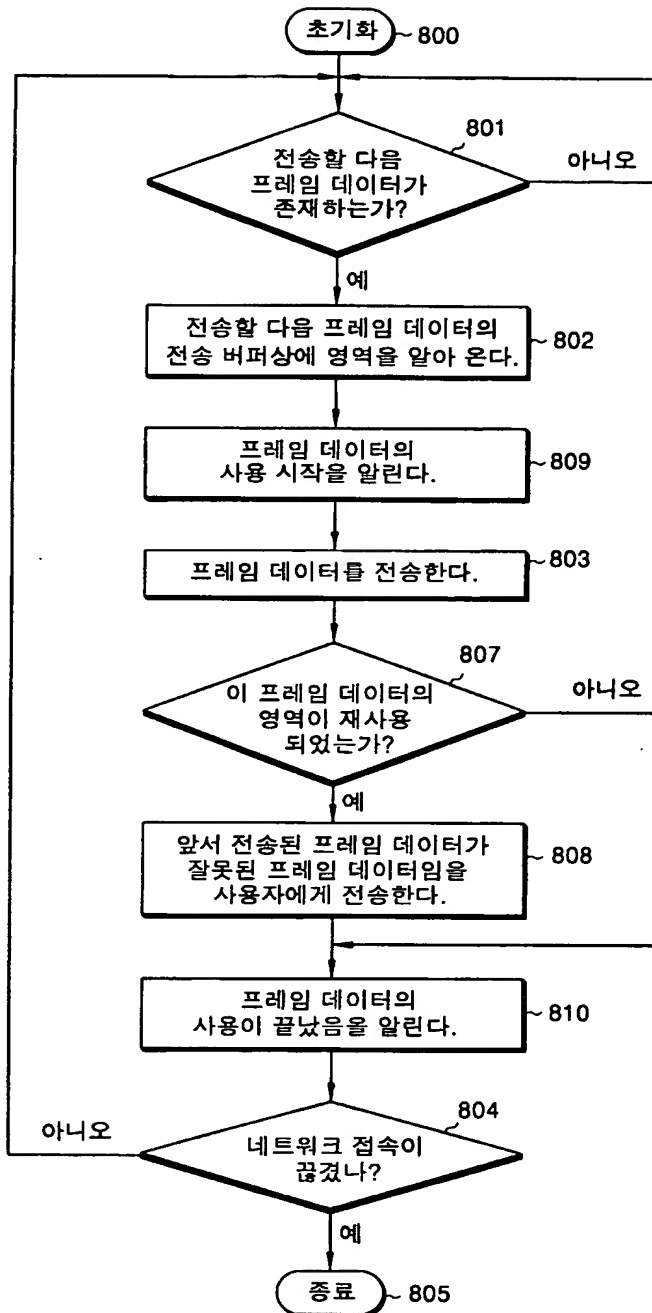 초기화
800
801
전송할 다음
프레임 데이터가
존재하는가?
아니오
예
전송할 다음 프레임 데이터의
전송 버퍼상에 영역을 알아 온다.
802
프레임 데이터의
사용 시작을 알린다.
809
프레임 데이터를 전송한다.
803
807
이 프레임 데이터의
영역이 재사용
되었는가?
아니오
예
앞서 전송된 프레임 데이터가
잘못된 프레임 데이터임을
사용자에게 전송한다.
808
프레임 데이터의
사용이 끝났음을 알린다.
810
804
아니오
네트워크 접속이
끊겼나?
예
종료
805